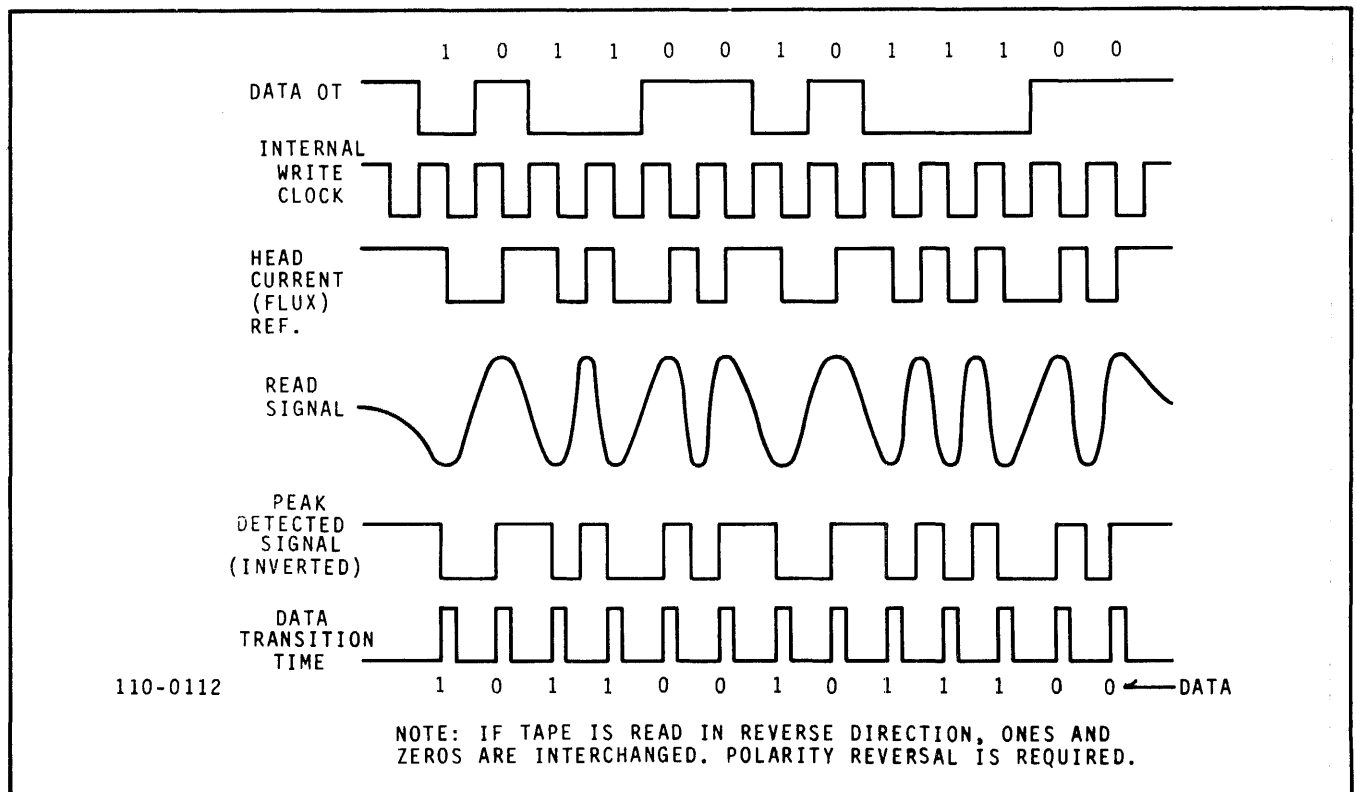 1 0 1 1 0 0 1 0 1 1 1 0 0
DATA OT
INTERNAL
WRITE
CLOCK
HEAD
CURRENT
(FLUX)
REF.
READ
SIGNAL
PEAK
DETECTED
SIGNAL
(INVERTED)
DATA
TRANSITION
TIME
110-0112
1 0 1 1 0 0 1 0 1 1 1 0 0 DATA
NOTE: IF TAPE IS READ IN REVERSE DIRECTION, ONES AND
ZEROS ARE INTERCHANGED. POLARITY REVERSAL IS REQUIRED.